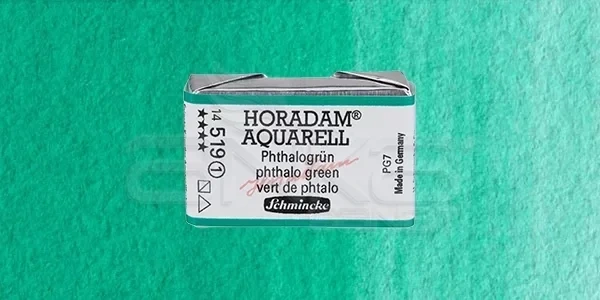 HORADAM®
AQUARELL
Phthalogrün
phthalo green
vert de phtalo
Schmincke
14 519 1
★★★★
PG7
Made in Germany